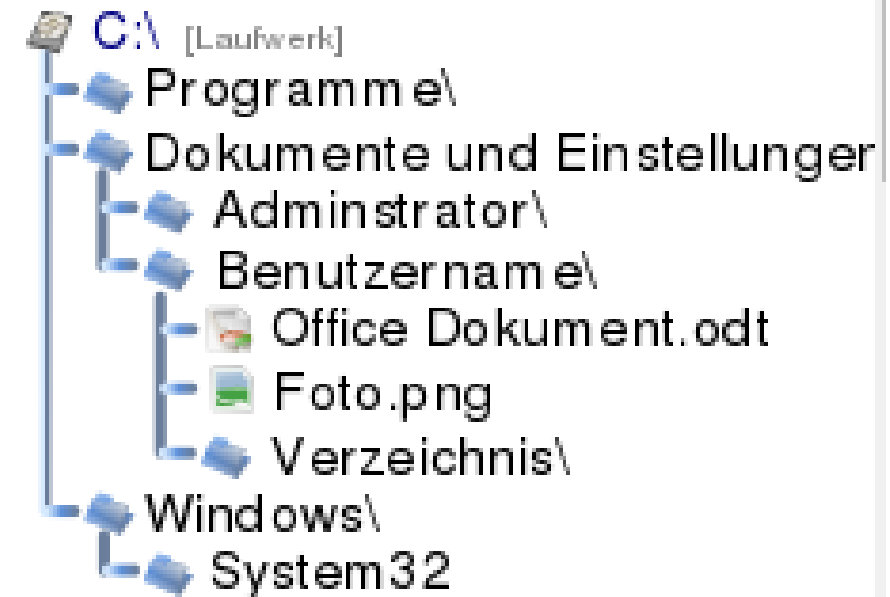 C:\ [Laufwerk]
Programme\
Dokumente und Einstellunger
Adminstrator\
Benutzername\
Office Dokument.odt
Foto.png
Verzeichnis\
Windows\
System32